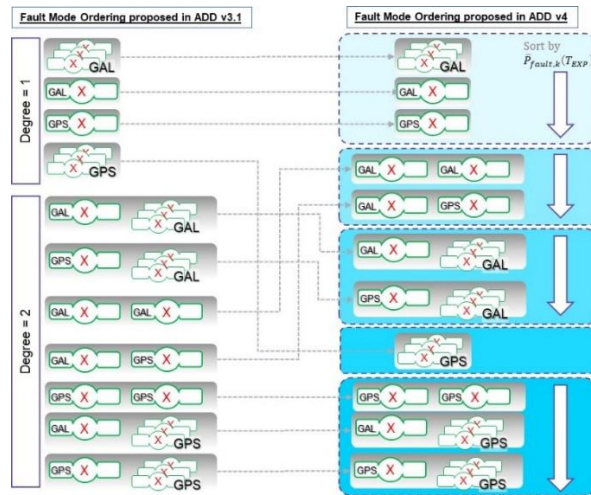 Fault Mode Ordering proposed in ADD v3.1
Fault Mode Ordering proposed in ADD v4
Degree = 1
X
X
X
GAL
GAL X
GPS X
X
X
X
GPS
Degree = 2
GAL X
X
X
X
GAL
GPS X
X
X
X
GAL
GAL X GAL X
GAL X GPS X
GPS X GPS X
GAL X
X
X
X
GPS
GPS X
X
X
X
GPS
Sort by
P̄fault,k(TEXP)
X
X
X
GAL
GAL X
GPS X
GAL X GAL X
GAL X GPS X
GAL X
X
X
X
GAL
GPS X
X
X
X
GAL
X
X
X
GPS
GPS X GPS X
GAL X
X
X
X
GPS
GPS X
X
X
X
GPS